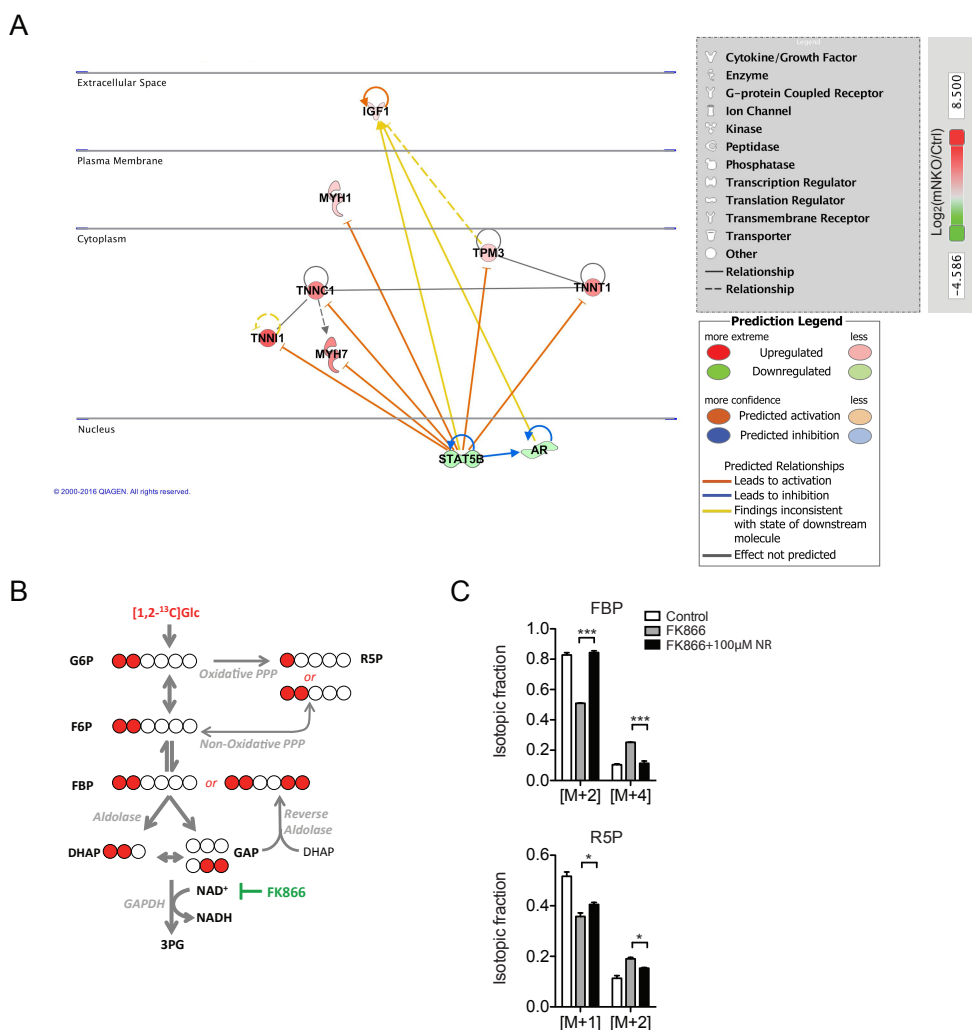 A
Extracellular Space
IGF1
Plasma Membrane
MYH1
Cytoplasm
TPM3
TNNC1
TNNT1
TNNI1
MYH7
Nucleus
STAT5B
AR
© 2000-2016 QIAGEN. All rights reserved.
Legend
Cytokine/Growth Factor
Enzyme
G-protein Coupled Receptor
Ion Channel
Kinase
Peptidase
Phosphatase
Transcription Regulator
Translation Regulator
Transmembrane Receptor
Transporter
Other
Relationship
Relationship
Log2(mNKO/Ctrl)
8.500
-4.586
Prediction Legend
more extreme less
Upregulated
Downregulated
more confidence less
Predicted activation
Predicted inhibition
Predicted Relationships
Leads to activation
Leads to inhibition
Findings inconsistent
with state of downstream
molecule
Effect not predicted
B
[1,2-¹³C]Glc
G6P
Oxidative PPP
R5P
or
F6P
Non-Oxidative PPP
FBP
or
Aldolase
Reverse
Aldolase
DHAP
GAP
DHAP
GAPDH
NAD⁺
FK866
NADH
3PG
C
FBP
Control
FK866
FK866+100μM NR
Isotopic fraction
1.0
0.8
0.6
0.4
0.2
0.0
***
***
[M+2] [M+4]
R5P
Isotopic fraction
0.6
0.4
0.2
0.0
*
*
[M+1] [M+2]